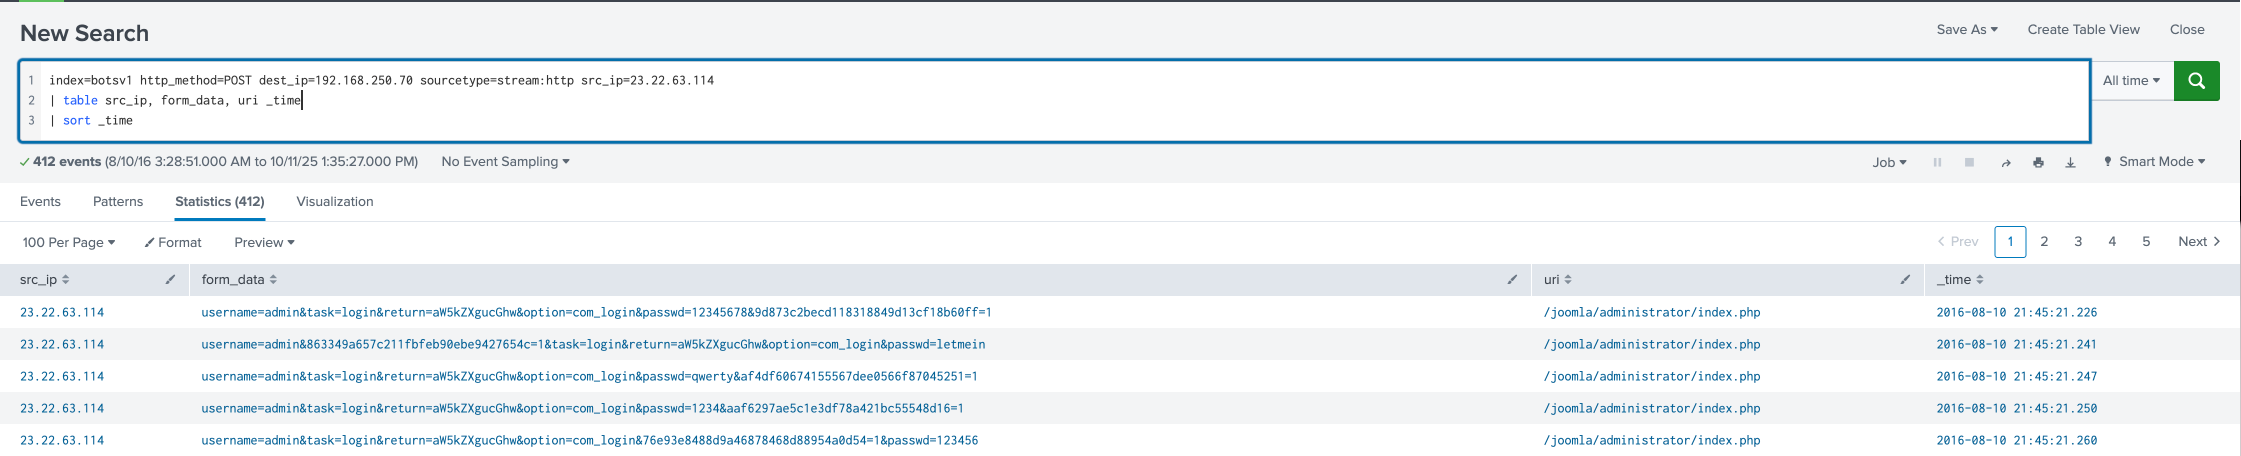 New Search
Save As Create Table View Close
1 index=botsv1 http_method=POST dest_ip=192.168.250.70 sourcetype=stream:http src_ip=23.22.63.114
All time
2 | table src_ip, form_data, uri _time
3 | sort _time
412 events (8/10/16 3:28:51.000 AM to 10/11/25 1:35:27.000 PM) No Event Sampling
Job Smart Mode
Events Patterns Statistics (412) Visualization
100 Per Page Format Preview
Prev 1 2 3 4 5 Next
src_ip form_data uri _time
23.22.63.114 username=admin&task=login&return=aW5kZXgucGhw&option=com_login&passwd=12345678&9d873c2becd118318849d13cf18b60ff=1 /joomla/administrator/index.php 2016-08-10 21:45:21.226
23.22.63.114 username=admin&863349a657c211fbfeb90ebe9427654c=1&task=login&return=aW5kZXgucGhw&option=com_login&passwd=letmein /joomla/administrator/index.php 2016-08-10 21:45:21.241
23.22.63.114 username=admin&task=login&return=aW5kZXgucGhw&option=com_login&passwd=qwerty&af4df60674155567dee0566f87045251=1 /joomla/administrator/index.php 2016-08-10 21:45:21.247
23.22.63.114 username=admin&task=login&return=aW5kZXgucGhw&option=com_login&passwd=1234&aaf6297ae5c1e3df78a421bc55548d16=1 /joomla/administrator/index.php 2016-08-10 21:45:21.250
23.22.63.114 username=admin&task=login&return=aW5kZXgucGhw&option=com_login&76e93e8488d9a46878468d88954a0d54=1&passwd=123456 /joomla/administrator/index.php 2016-08-10 21:45:21.260